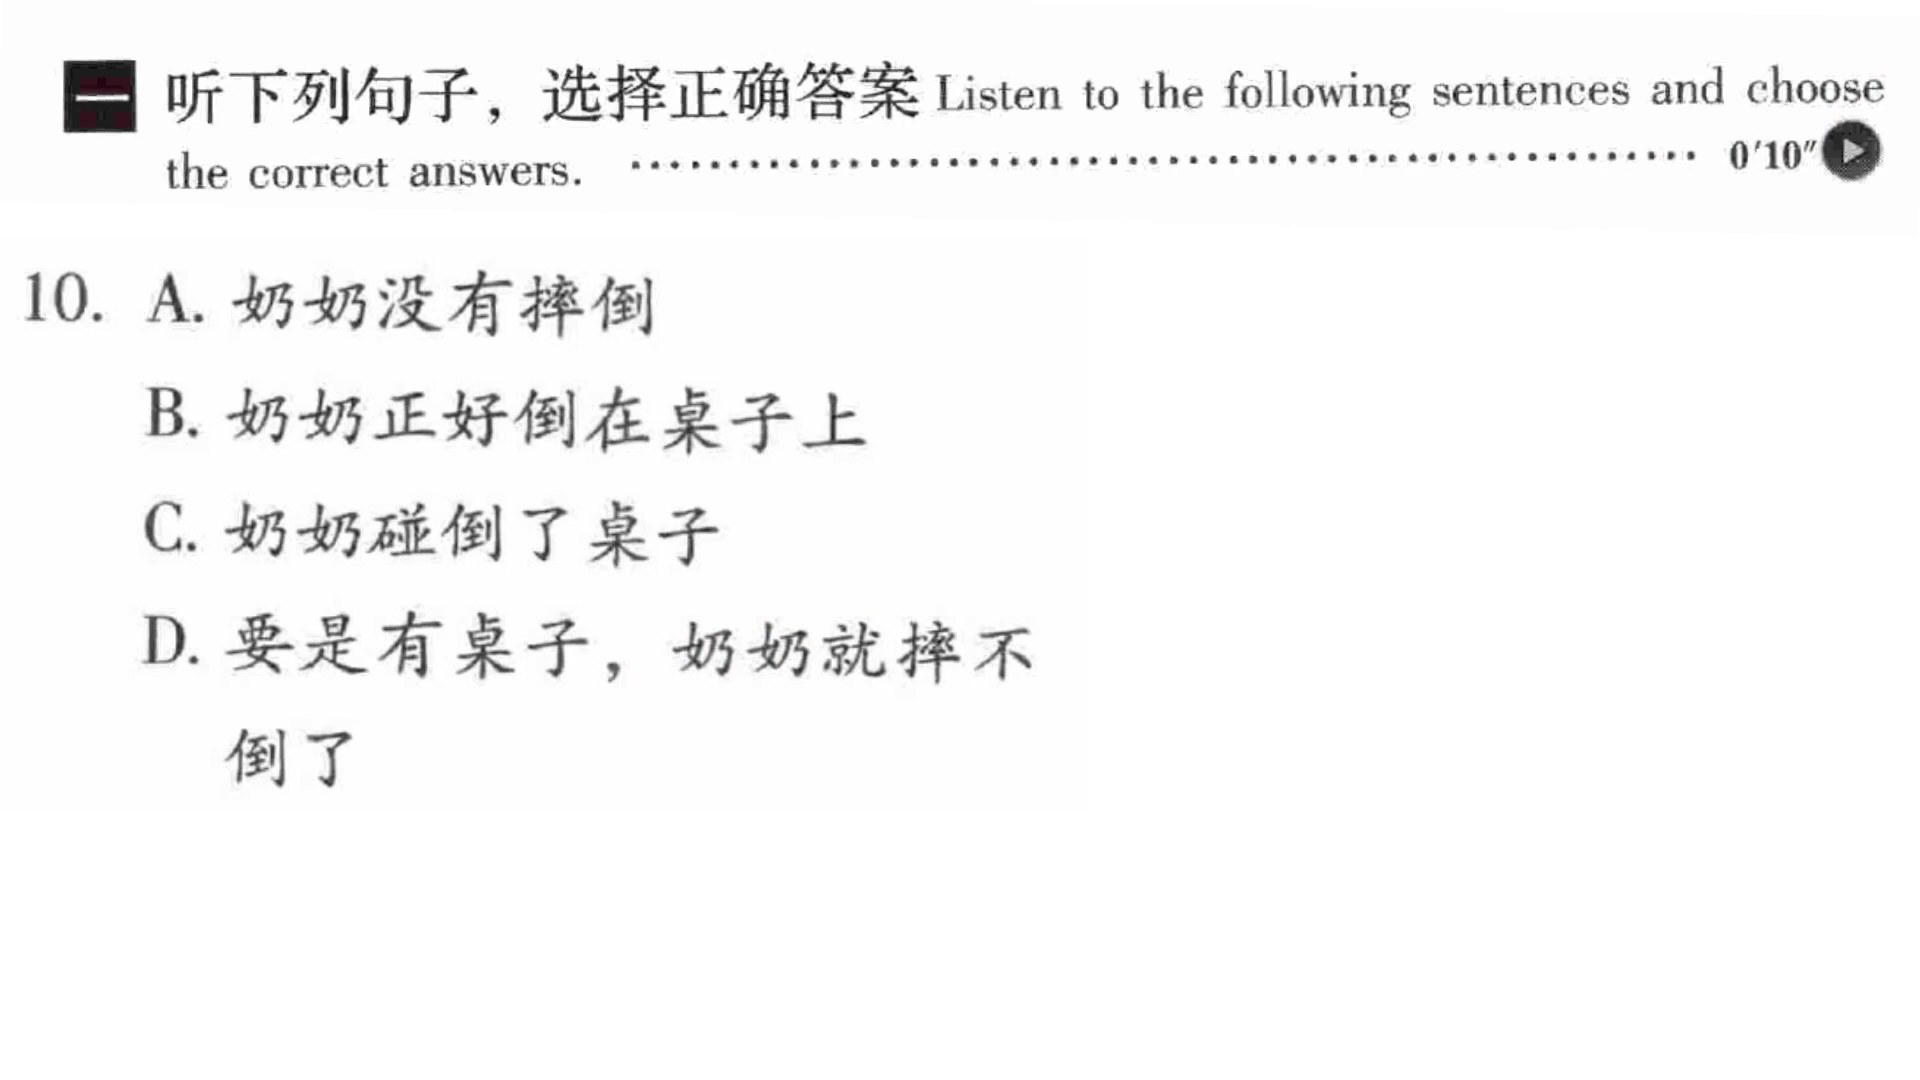 一 听下列句子，选择正确答案 Listen to the following sentences and choose
the correct answers. ······················································ 0′10″
10. A. 奶奶没有摔倒
B. 奶奶正好倒在桌子上
C. 奶奶碰倒了桌子
D. 要是有桌子，奶奶就摔不
倒了